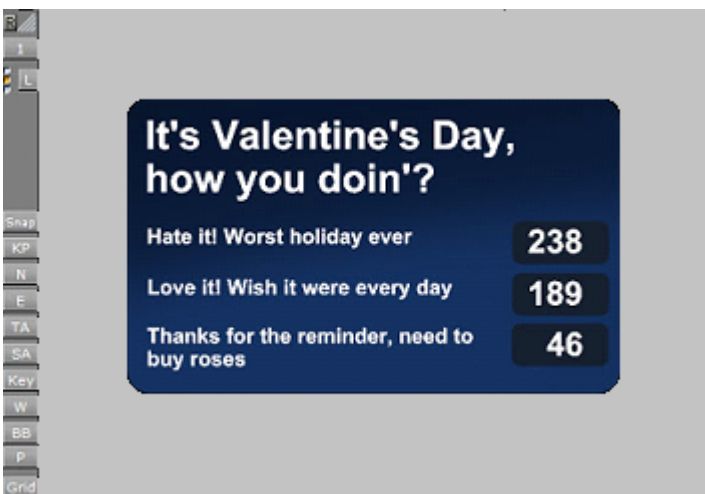 R
1
L
Snap
KP
N
E
TA
SA
Key
W
BB
P
Grid
It's Valentine's Day,
how you doin'?
Hate it! Worst holiday ever
238
Love it! Wish it were every day
189
Thanks for the reminder, need to
buy roses
46